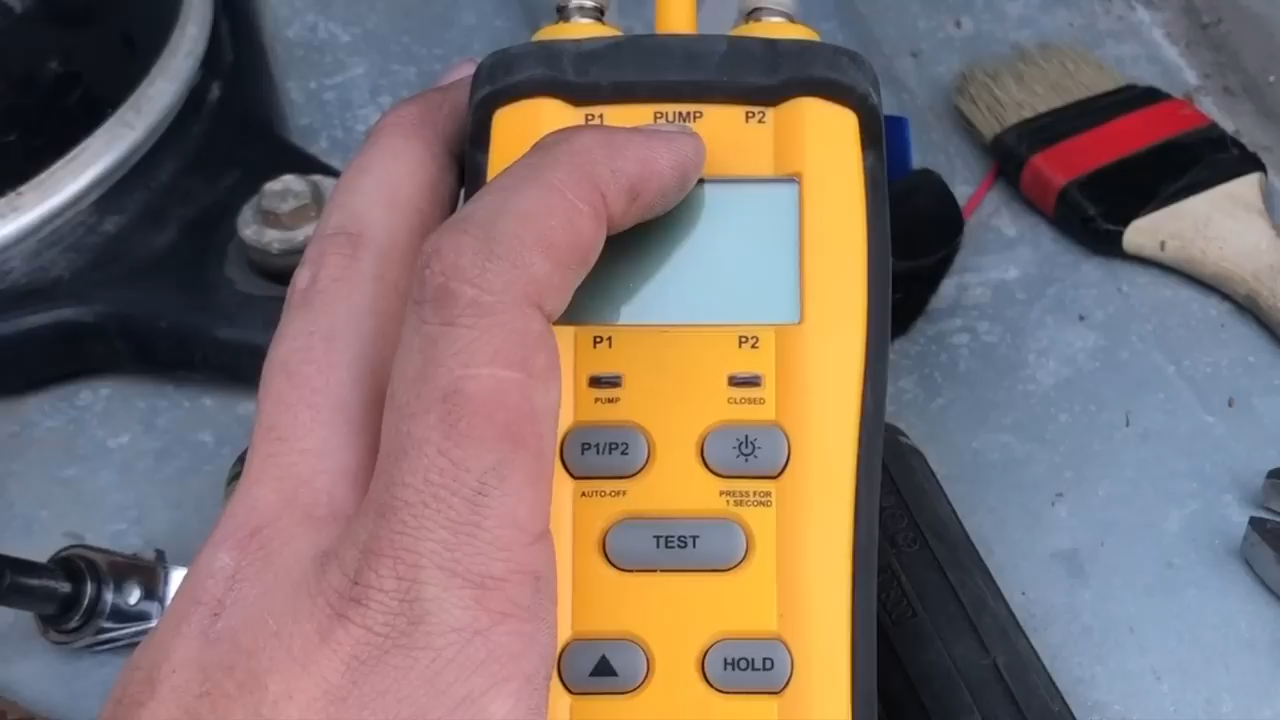 P1 PUMP P2
P1 P2
PUMP CLOSED
P1/P2
AUTO-OFF PRESS FOR
1 SECOND
TEST
HOLD